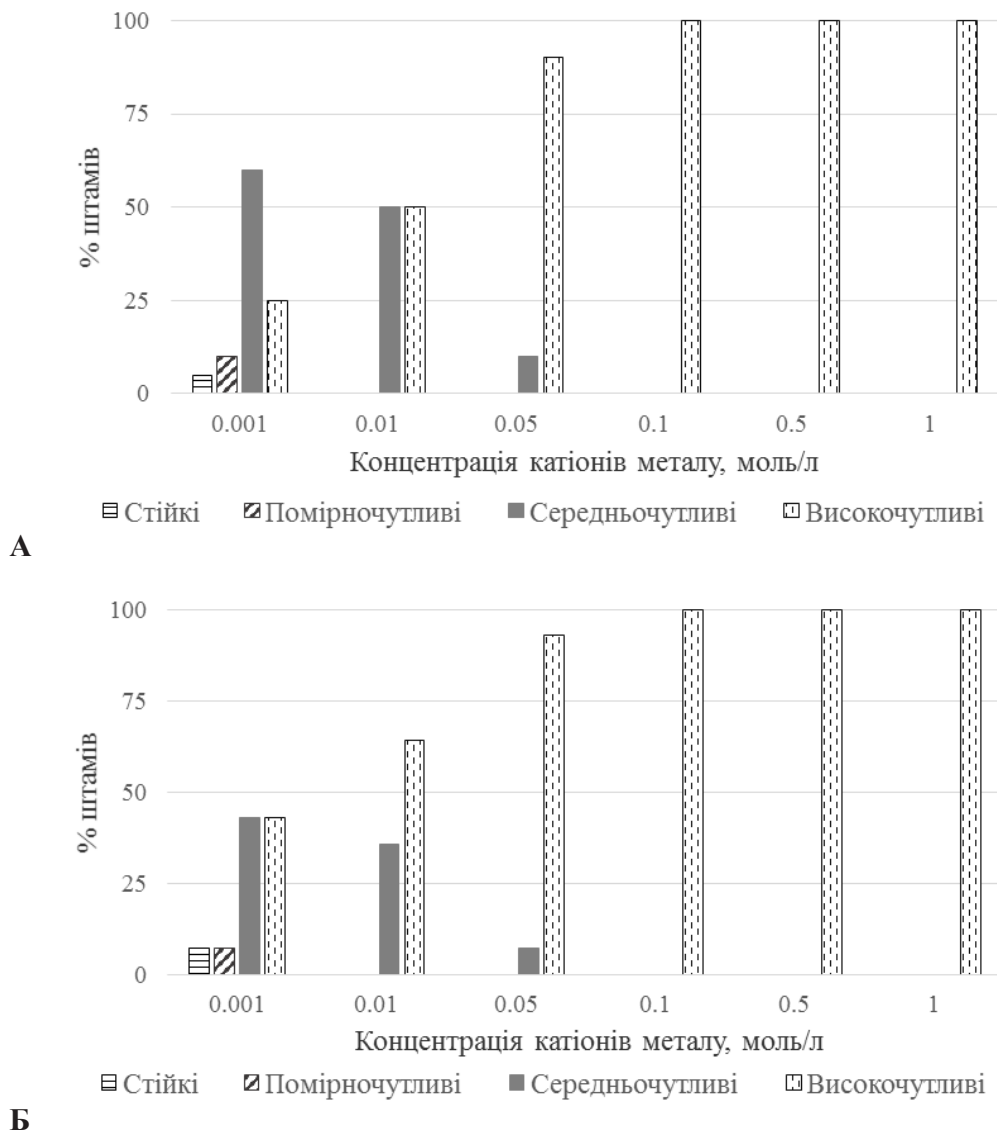 100
75
50
25
0
% штамів
0.001 0.01 0.05 0.1 0.5 1
Концентрація катіонів металу, моль/л
Стійкі Помірночутливі Середньочутливі Високочутливі
А
100
75
50
25
0
% штамів
0.001 0.01 0.05 0.1 0.5 1
Концентрація катіонів металу, моль/л
Стійкі Помірночутливі Середньочутливі Високочутливі
Б